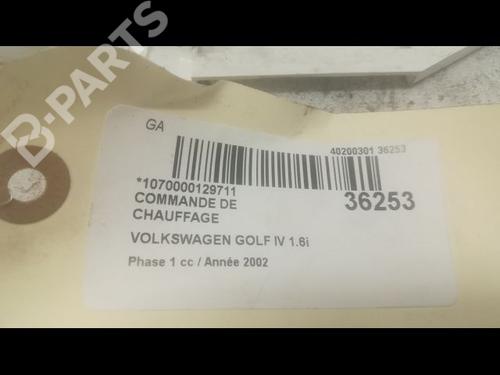 B-PARTS
GA
40200301 36253
*1070000129711
COMMANDE DE
CHAUFFAGE
36253
VOLKSWAGEN GOLF IV 1.6i
Phase 1 cc / Année 2002